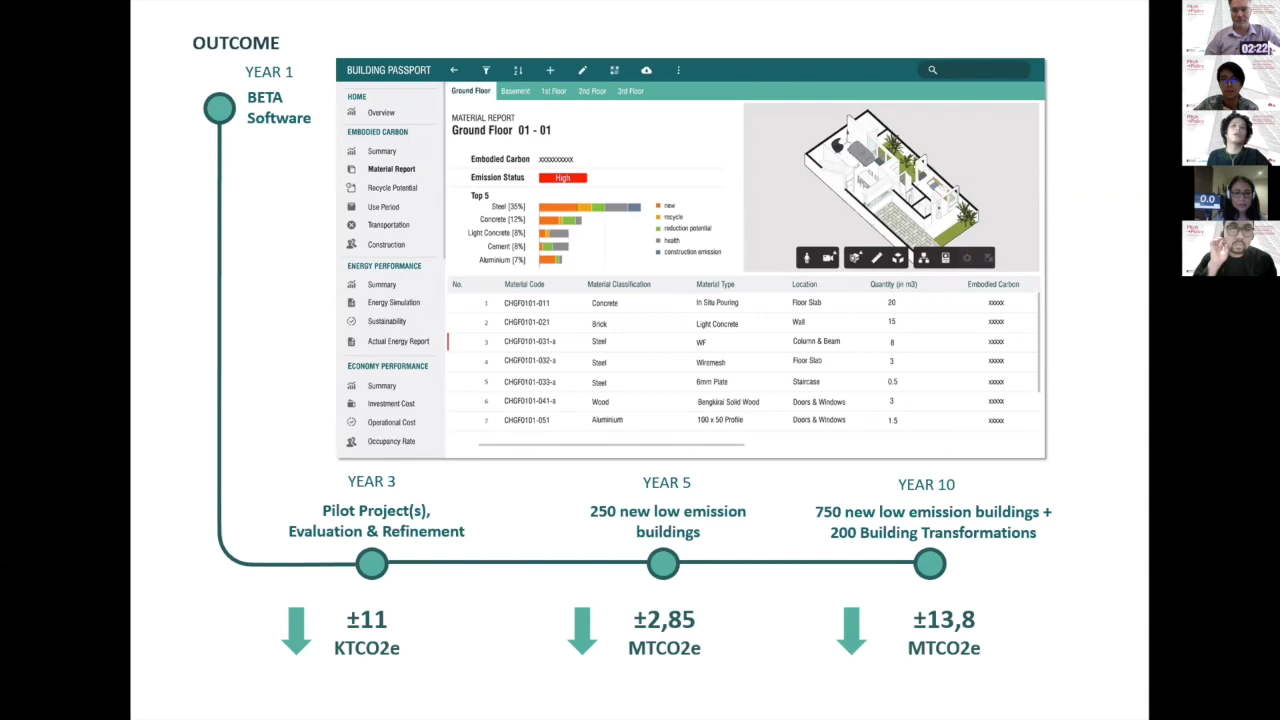 OUTCOME
YEAR 1
BETA
Software
BUILDING PASSPORT
HOME
Overview
EMBODIED CARBON
Summary
Material Report
Recycle Potential
Use Period
Transportation
Construction
ENERGY PERFORMANCE
Summary
Energy Simulation
Sustainability
Actual Energy Report
ECONOMY PERFORMANCE
Summary
Investment Cost
Operational Cost
Occupancy Rate
Ground Floor Basement 1st Floor 2nd Floor 3rd Floor
MATERIAL REPORT
Ground Floor 01 - 01
Embodied Carbon xxxxxxxxxx
Emission Status High
Top 5
Steel [35%]
Concrete [12%]
Light Concrete [8%]
Cement [8%]
Aluminium [7%]
new
recycle
reduction potential
health
construction emission
No. Material Code Material Classification Material Type Location Quantity (in m3) Embodied Carbon
1 CHGF0101-011 Concrete In Situ Pouring Floor Slab 20 xxxxx
2 CHGF0101-021 Brick Light Concrete Wall 15 xxxxx
3 CHGF0101-031-a Steel WF Column & Beam 8 xxxxx
4 CHGF0101-032-a Steel Wiremesh Floor Slab 3 xxxxx
5 CHGF0101-033-a Steel 6mm Plate Staircase 0.5 xxxxx
6 CHGF0101-041-a Wood Bengkirai Solid Wood Doors & Windows 3 xxxxx
7 CHGF0101-051 Aluminium 100 x 50 Profile Doors & Windows 1.5 xxxxx
YEAR 3
Pilot Project(s),
Evaluation & Refinement
±11
KTCO2e
YEAR 5
250 new low emission
buildings
±2,85
MTCO2e
YEAR 10
750 new low emission buildings +
200 Building Transformations
±13,8
MTCO2e
02:22
0.0